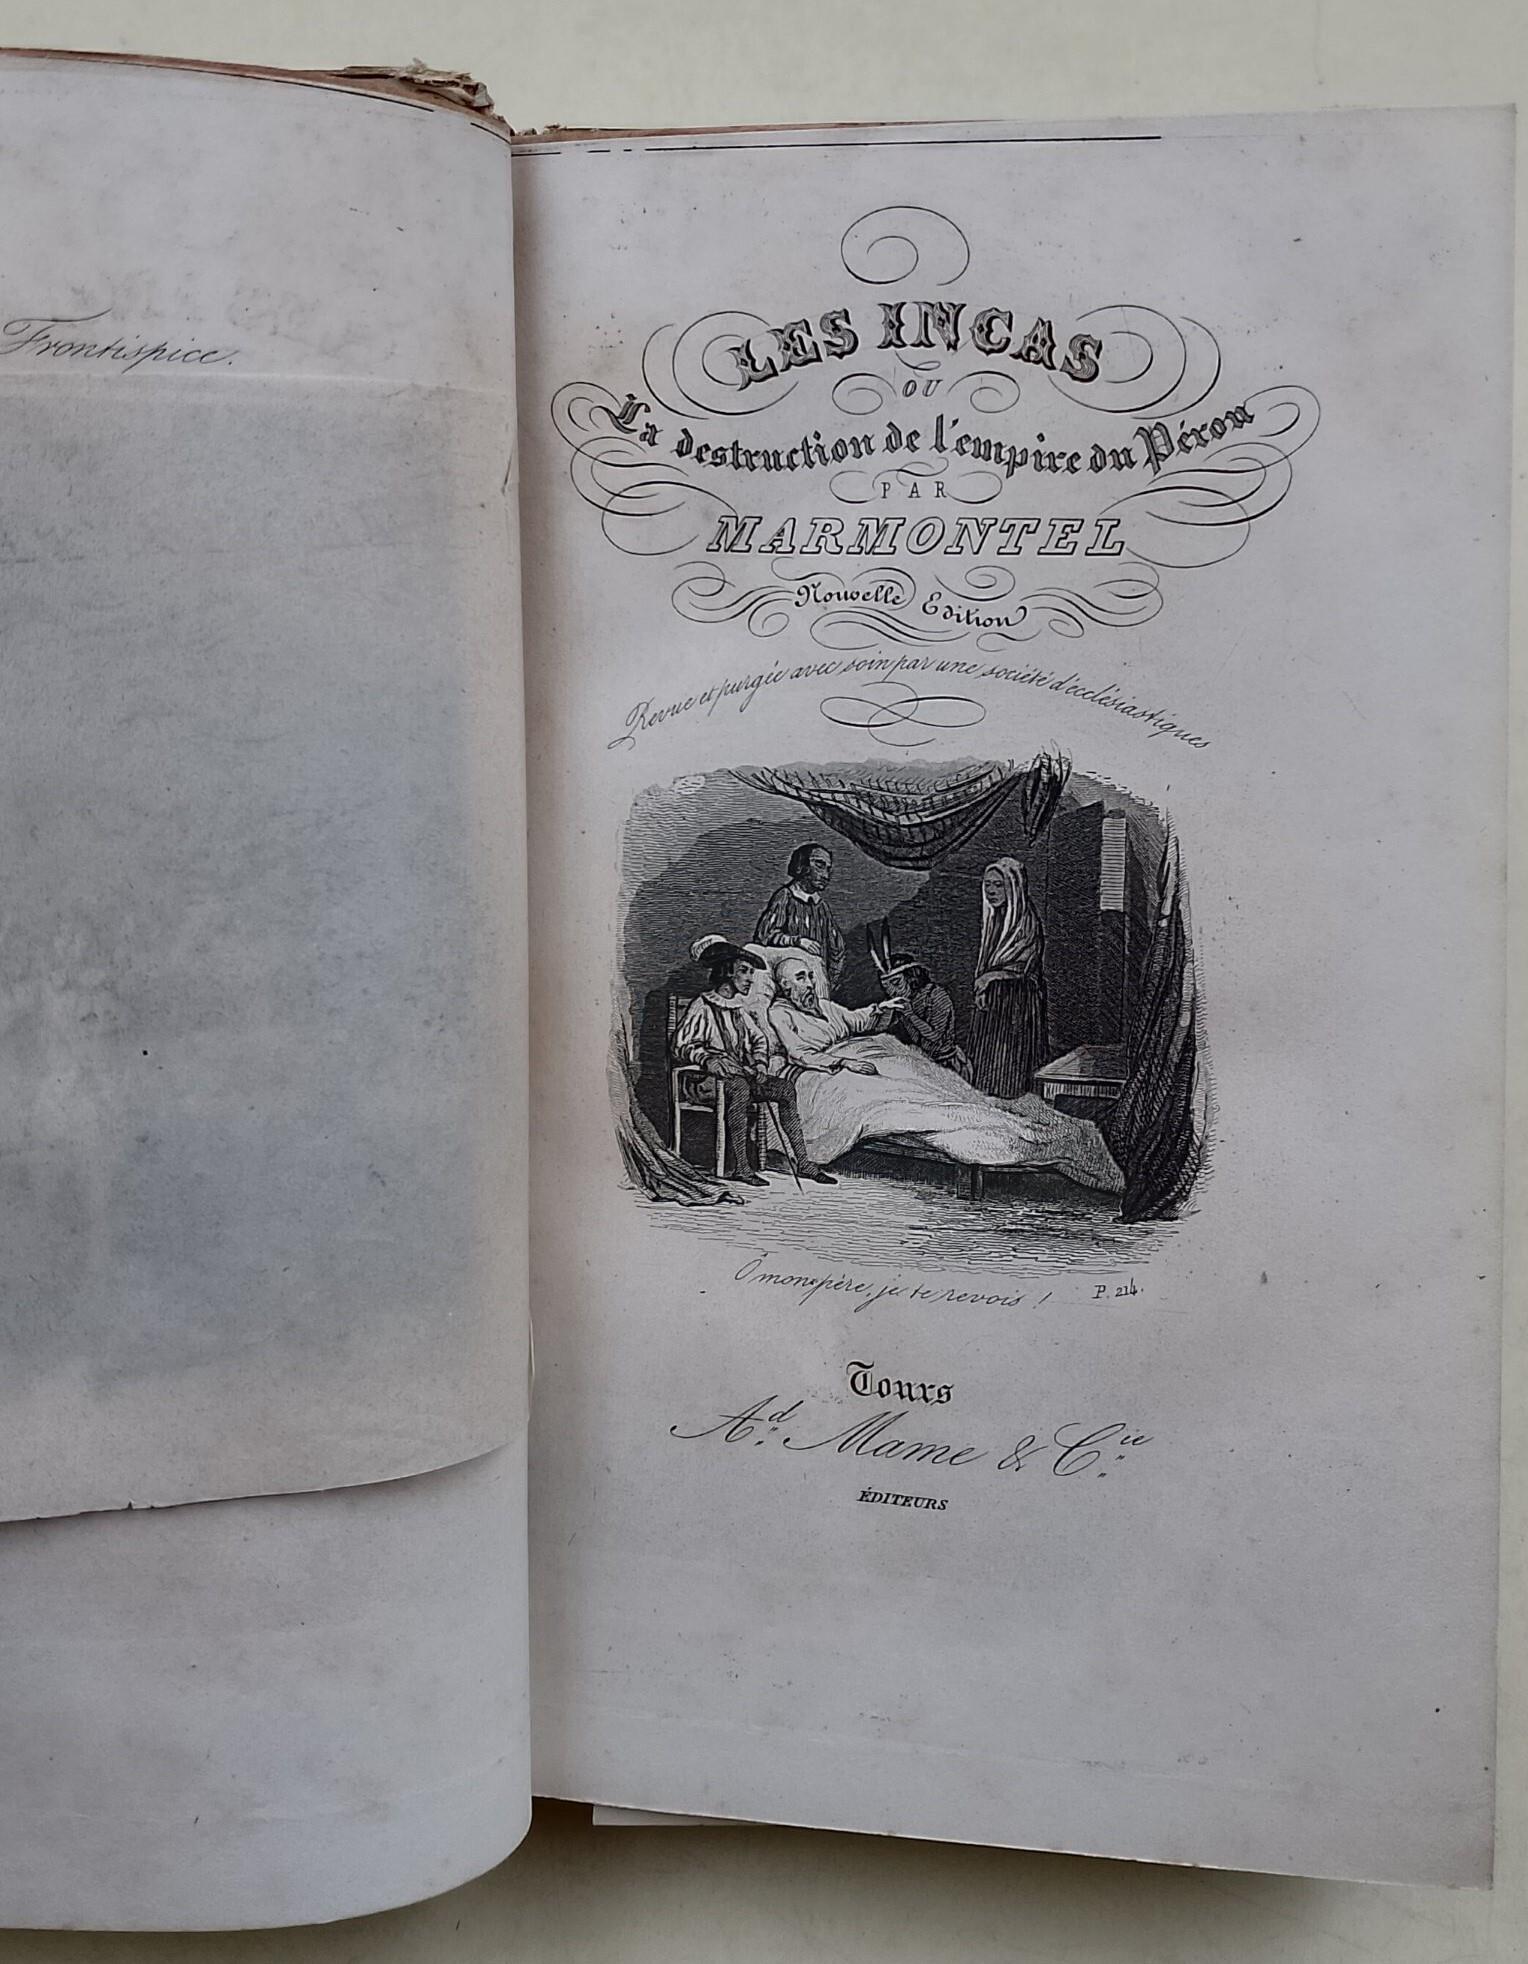 Frontispice.
LES INCAS
OU
La destruction de l'empire du Pérou
PAR
MARMONTEL
Nouvelle Edition
Revue et purgée avec soin par une société d'écclésiastiques
Ô mon père, je te revois ! P. 214.
Tours
Ad. Mame & Cie.
ÉDITEURS